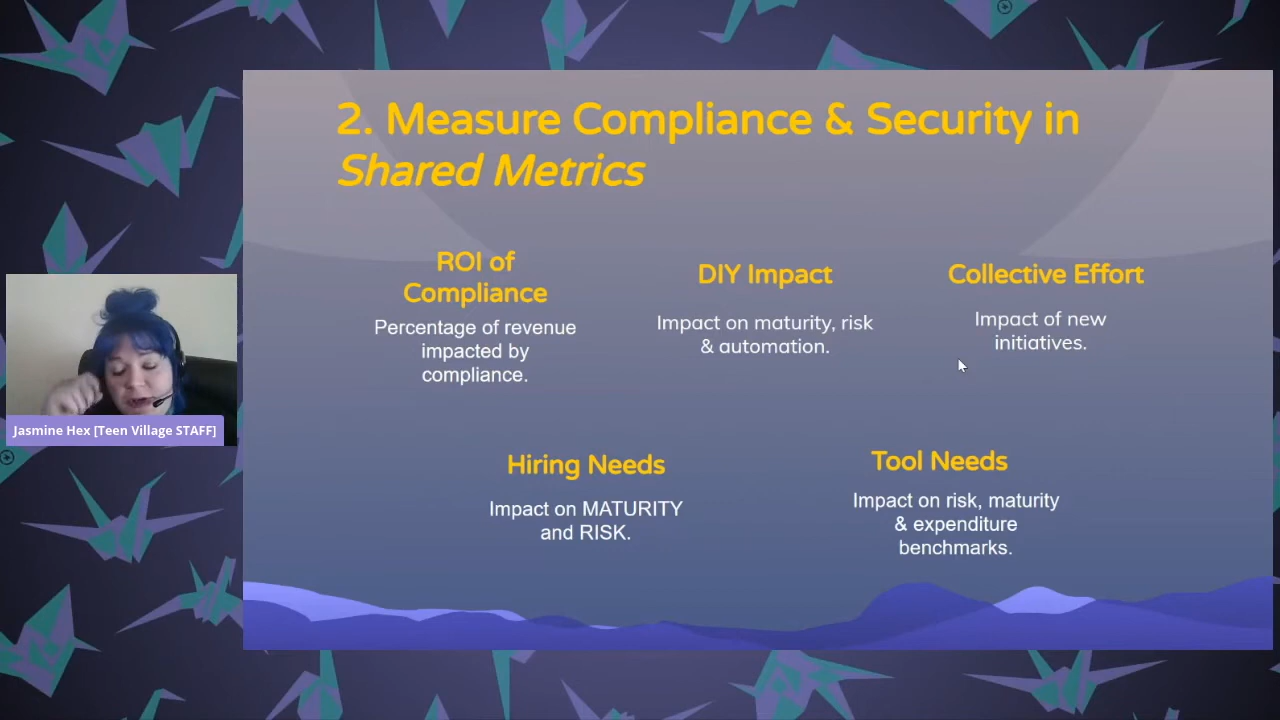 2. Measure Compliance & Security in
Shared Metrics
ROI of
Compliance
Percentage of revenue
impacted by
compliance.
DIY Impact
Impact on maturity, risk
& automation.
Collective Effort
Impact of new
initiatives.
Jasmine Hex [Teen Village STAFF]
Hiring Needs
Impact on MATURITY
and RISK.
Tool Needs
Impact on risk, maturity
& expenditure
benchmarks.